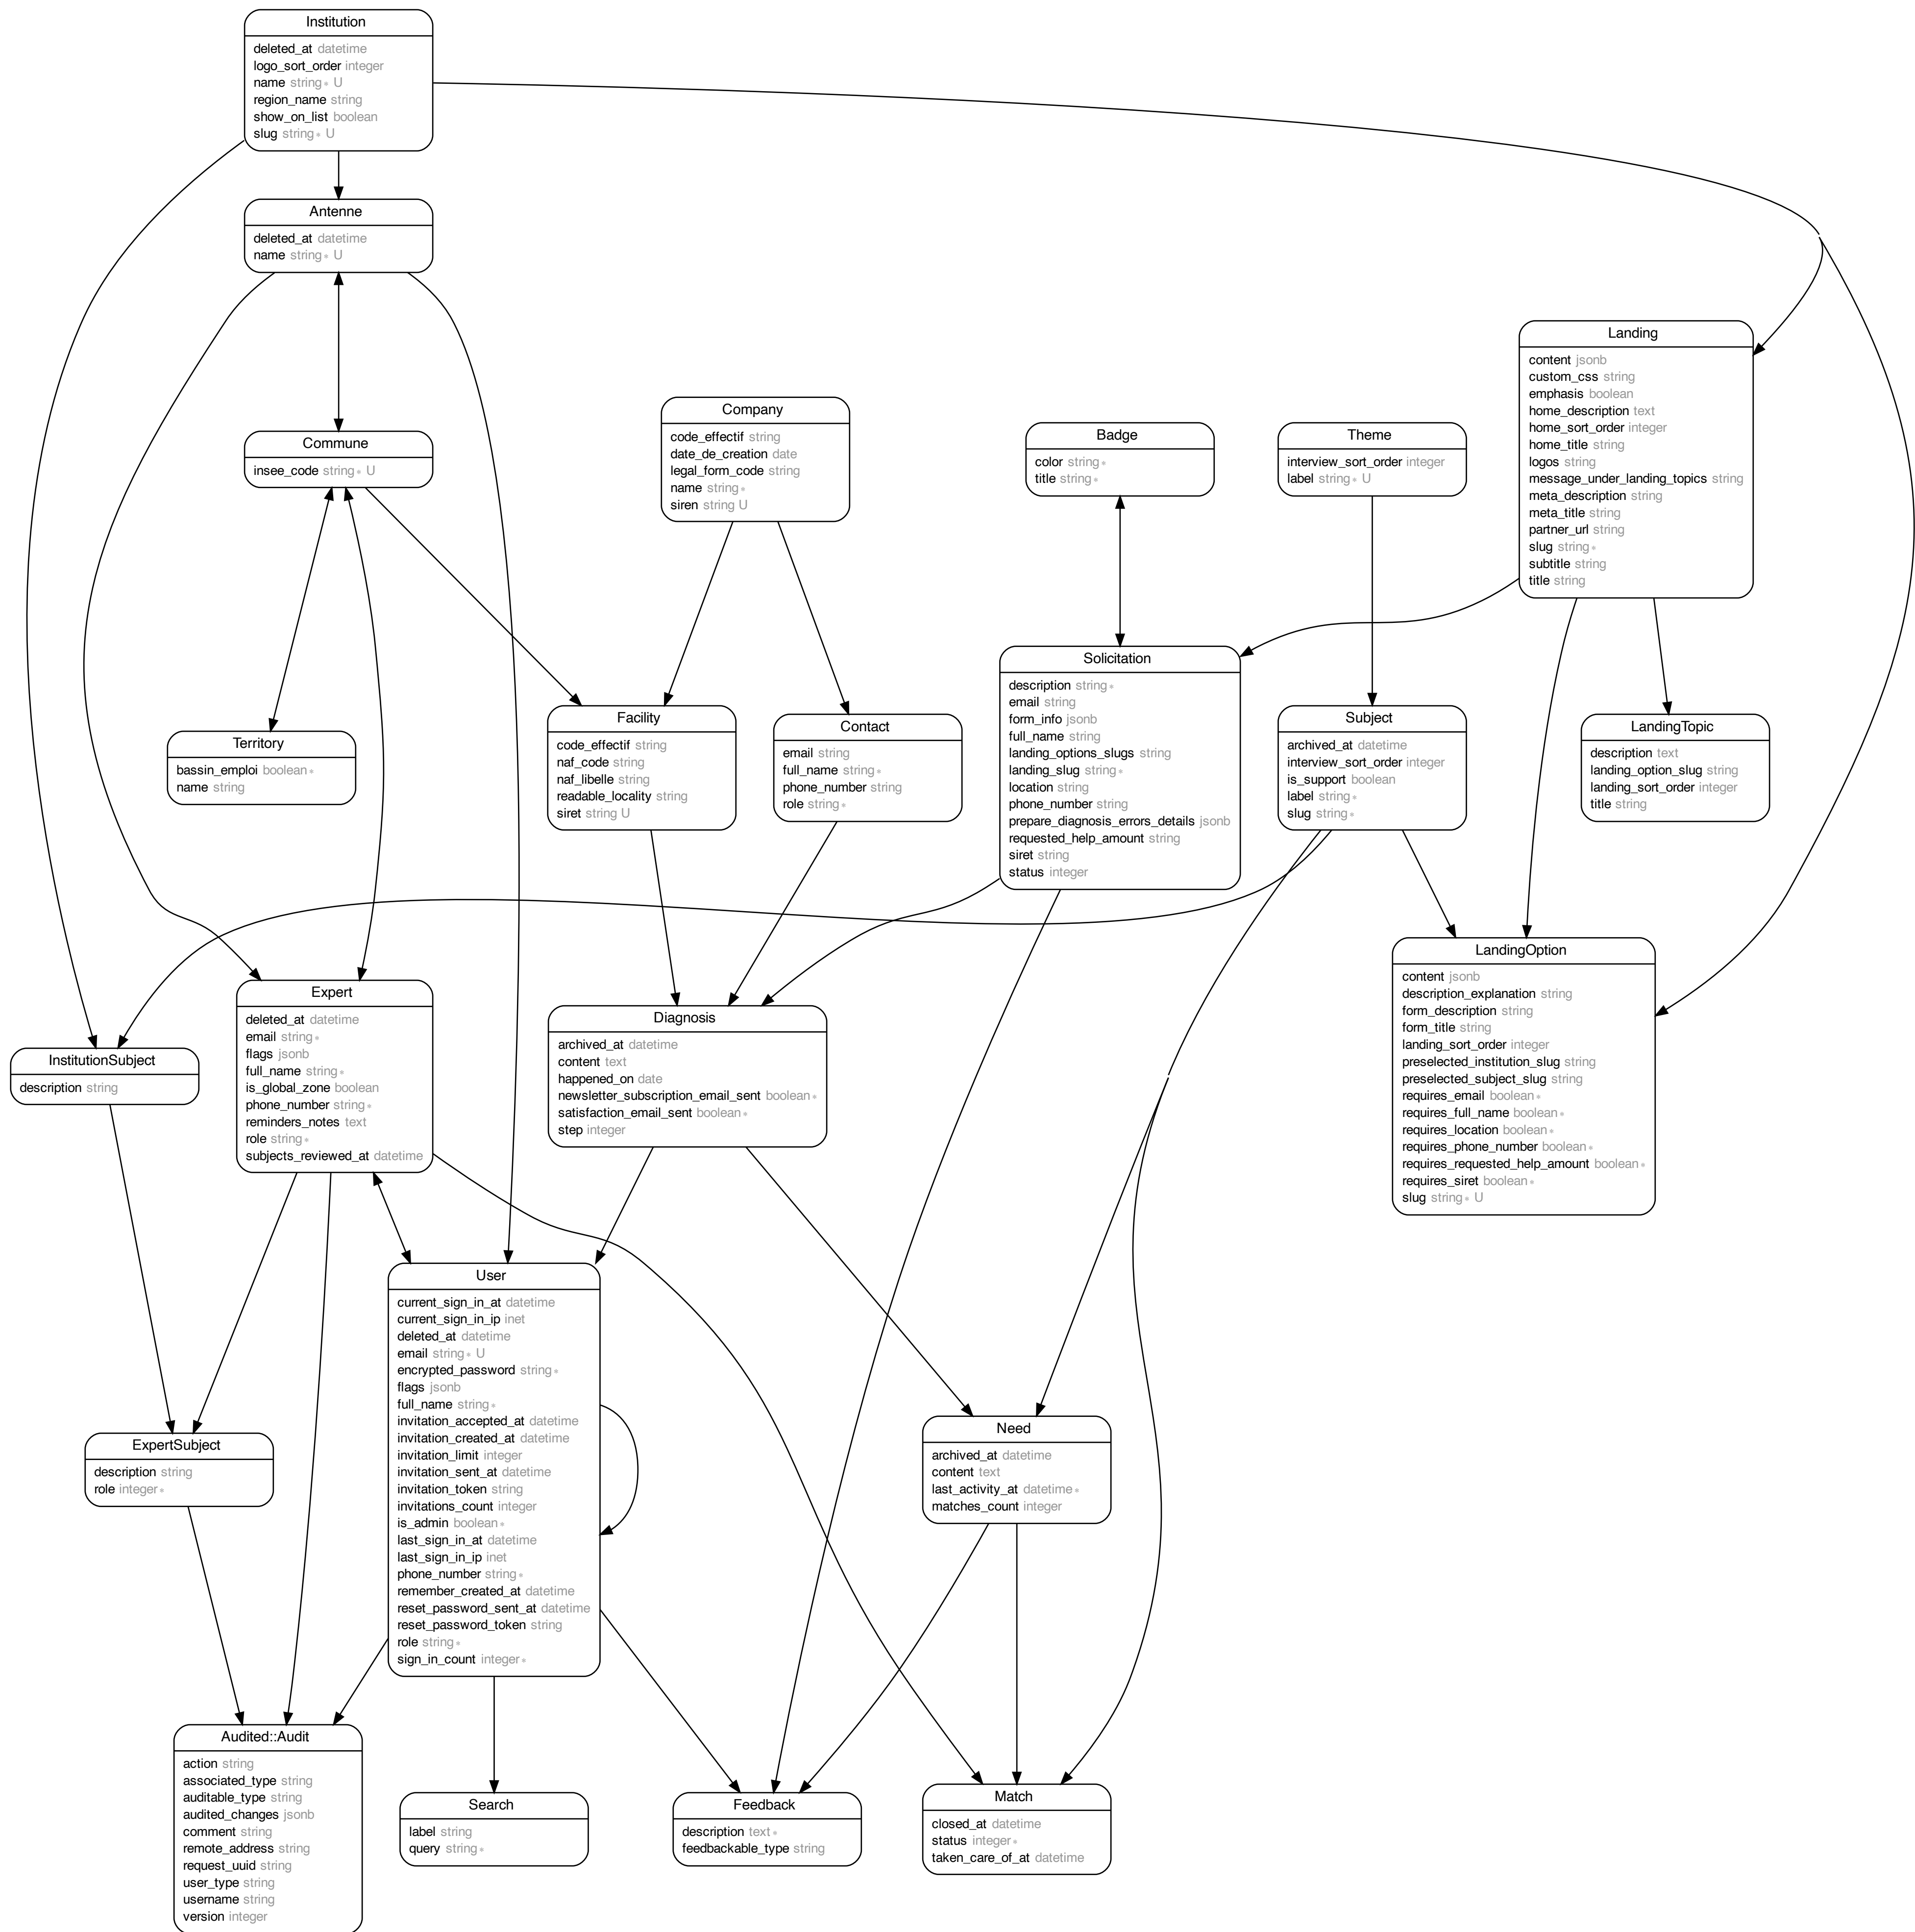 Institution
deleted_at datetime
logo_sort_order integer
name string∗ U
region_name string
show_on_list boolean
slug string∗ U
Antenne
deleted_at datetime
name string∗ U
Landing
content jsonb
custom_css string
emphasis boolean
home_description text
home_sort_order integer
home_title string
logos string
message_under_landing_topics string
meta_description string
meta_title string
partner_url string
slug string∗
subtitle string
title string
Company
code_effectif string
date_de_creation date
legal_form_code string
name string∗
siren string U
Badge
color string∗
title string∗
Theme
interview_sort_order integer
label string∗ U
Commune
insee_code string∗ U
Solicitation
description string∗
email string
form_info jsonb
full_name string
landing_options_slugs string
landing_slug string∗
location string
phone_number string
prepare_diagnosis_errors_details jsonb
requested_help_amount string
siret string
status integer
Facility
code_effectif string
naf_code string
naf_libelle string
readable_locality string
siret string U
Contact
email string
full_name string∗
phone_number string
role string∗
Subject
archived_at datetime
interview_sort_order integer
is_support boolean
label string∗
slug string∗
LandingTopic
description text
landing_option_slug string
landing_sort_order integer
title string
Territory
bassin_emploi boolean∗
name string
LandingOption
content jsonb
description_explanation string
form_description string
form_title string
landing_sort_order integer
preselected_institution_slug string
preselected_subject_slug string
requires_email boolean∗
requires_full_name boolean∗
requires_location boolean∗
requires_phone_number boolean∗
requires_requested_help_amount boolean∗
requires_siret boolean∗
slug string∗ U
Expert
deleted_at datetime
email string∗
flags jsonb
full_name string∗
is_global_zone boolean
phone_number string∗
reminders_notes text
role string∗
subjects_reviewed_at datetime
Diagnosis
archived_at datetime
content text
happened_on date
newsletter_subscription_email_sent boolean∗
satisfaction_email_sent boolean∗
step integer
InstitutionSubject
description string
User
current_sign_in_at datetime
current_sign_in_ip inet
deleted_at datetime
email string∗ U
encrypted_password string∗
flags jsonb
full_name string∗
invitation_accepted_at datetime
invitation_created_at datetime
invitation_limit integer
invitation_sent_at datetime
invitation_token string
invitations_count integer
is_admin boolean∗
last_sign_in_at datetime
last_sign_in_ip inet
phone_number string∗
remember_created_at datetime
reset_password_sent_at datetime
reset_password_token string
role string∗
sign_in_count integer∗
Need
archived_at datetime
content text
last_activity_at datetime∗
matches_count integer
ExpertSubject
description string
role integer∗
Audited::Audit
action string
associated_type string
auditable_type string
audited_changes jsonb
comment string
remote_address string
request_uuid string
user_type string
username string
version integer
Search
label string
query string∗
Feedback
description text∗
feedbackable_type string
Match
closed_at datetime
status integer∗
taken_care_of_at datetime